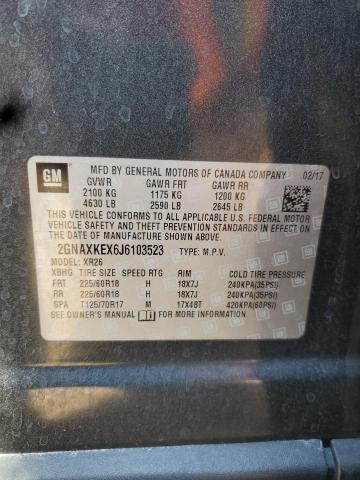 GM
MFD BY GENERAL MOTORS OF CANADA COMPANY 02/17
GVWR GAWR FRT GAWR RR
2100 KG 1175 KG 1200 KG
4630 LB 2590 LB 2645 LB
THIS VEHICLE CONFORMS TO ALL APPLICABLE U.S. FEDERAL MOTOR
VEHICLE SAFETY AND THEFT PREVENTION STANDARDS IN EFFECT ON
THE DATE OF MANUFACTURE SHOWN ABOVE.
2GNAXKEX6J6103523 TYPE: M.P.V.
MODEL: XR26
XBHG TIRE SIZE SPEED RTG RIM COLD TIRE PRESSURE
FRT 225/60R18 H 18X7J 240KPA(35PSI)
RR 225/60R18 H 18X7J 240KPA(35PSI)
SPA T125/70R17 M 17X4BT 420KPA(60PSI)
SEE OWNER'S MANUAL FOR MORE INFORMATION.